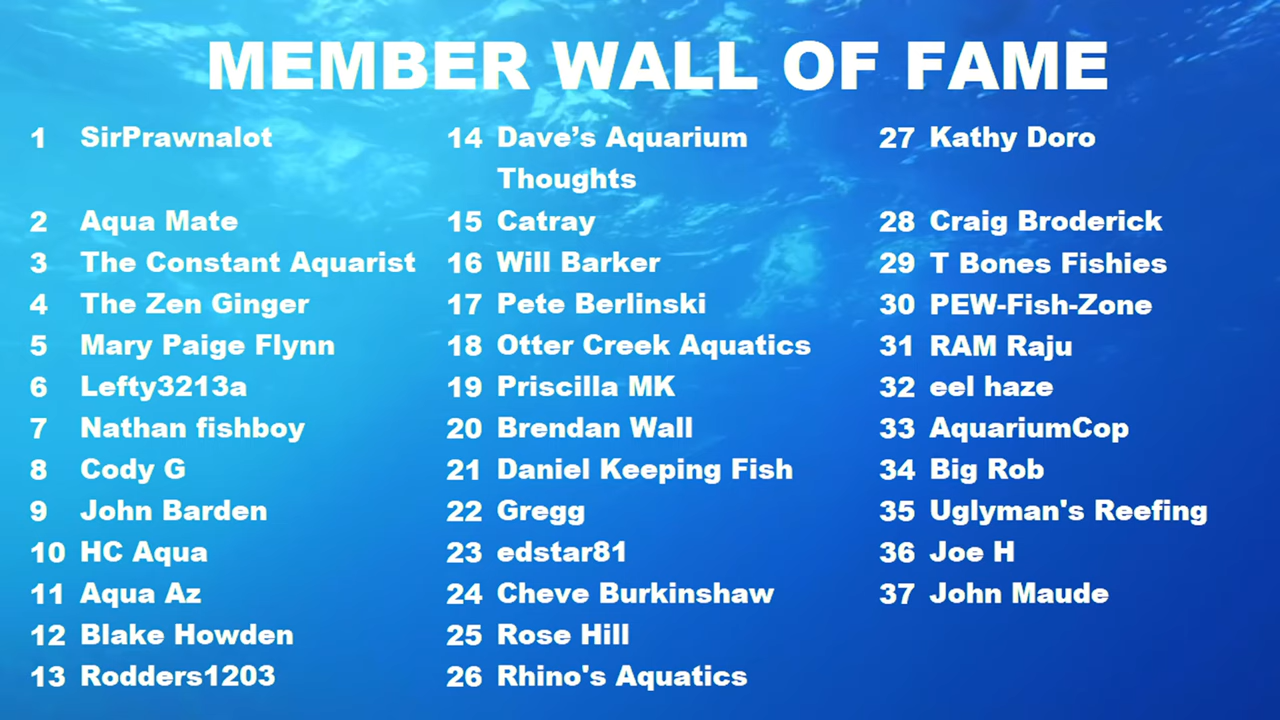 MEMBER WALL OF FAME
1 SirPrawnalot
2 Aqua Mate
3 The Constant Aquarist
4 The Zen Ginger
5 Mary Paige Flynn
6 Lefty3213a
7 Nathan fishboy
8 Cody G
9 John Barden
10 HC Aqua
11 Aqua Az
12 Blake Howden
13 Rodders1203
14 Dave’s Aquarium
Thoughts
15 Catray
16 Will Barker
17 Pete Berlinski
18 Otter Creek Aquatics
19 Priscilla MK
20 Brendan Wall
21 Daniel Keeping Fish
22 Gregg
23 edstar81
24 Cheve Burkinshaw
25 Rose Hill
26 Rhino's Aquatics
27 Kathy Doro
28 Craig Broderick
29 T Bones Fishies
30 PEW-Fish-Zone
31 RAM Raju
32 eel haze
33 AquariumCop
34 Big Rob
35 Uglyman's Reefing
36 Joe H
37 John Maude